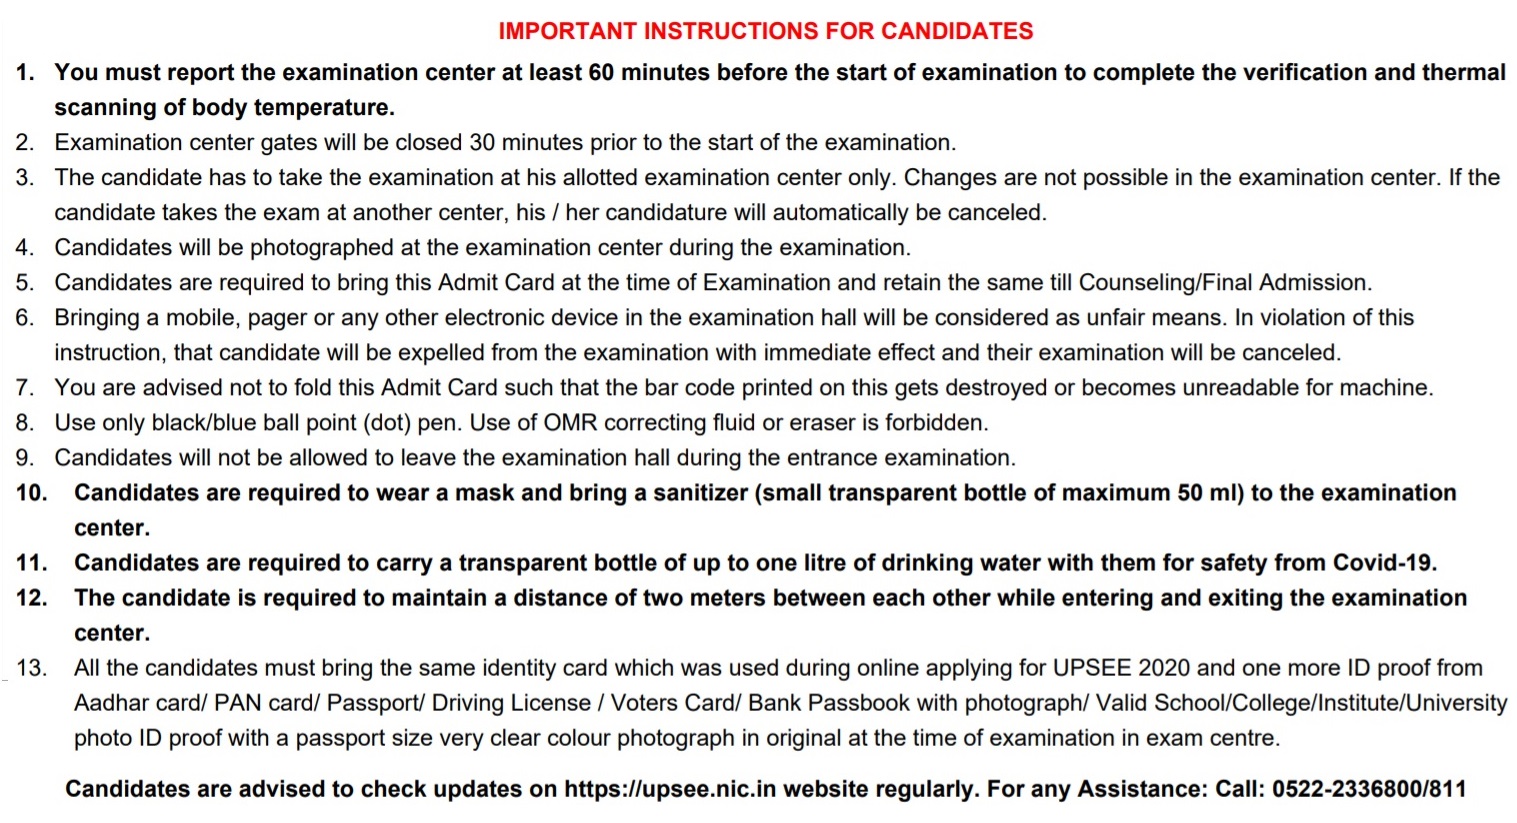 IMPORTANT INSTRUCTIONS FOR CANDIDATES
1. You must report the examination center at least 60 minutes before the start of examination to complete the verification and thermal
scanning of body temperature.
2. Examination center gates will be closed 30 minutes prior to the start of the examination.
3. The candidate has to take the examination at his allotted examination center only. Changes are not possible in the examination center. If the
candidate takes the exam at another center, his / her candidature will automatically be canceled.
4. Candidates will be photographed at the examination center during the examination.
5. Candidates are required to bring this Admit Card at the time of Examination and retain the same till Counseling/Final Admission.
6. Bringing a mobile, pager or any other electronic device in the examination hall will be considered as unfair means. In violation of this
instruction, that candidate will be expelled from the examination with immediate effect and their examination will be canceled.
7. You are advised not to fold this Admit Card such that the bar code printed on this gets destroyed or becomes unreadable for machine.
8. Use only black/blue ball point (dot) pen. Use of OMR correcting fluid or eraser is forbidden.
9. Candidates will not be allowed to leave the examination hall during the entrance examination.
10. Candidates are required to wear a mask and bring a sanitizer (small transparent bottle of maximum 50 ml) to the examination
center.
11. Candidates are required to carry a transparent bottle of up to one litre of drinking water with them for safety from Covid-19.
12. The candidate is required to maintain a distance of two meters between each other while entering and exiting the examination
center.
13. All the candidates must bring the same identity card which was used during online applying for UPSEE 2020 and one more ID proof from
Aadhar card/ PAN card/ Passport/ Driving License / Voters Card/ Bank Passbook with photograph/ Valid School/College/Institute/University
photo ID proof with a passport size very clear colour photograph in original at the time of examination in exam centre.
Candidates are advised to check updates on https://upsee.nic.in website regularly. For any Assistance: Call: 0522-2336800/811